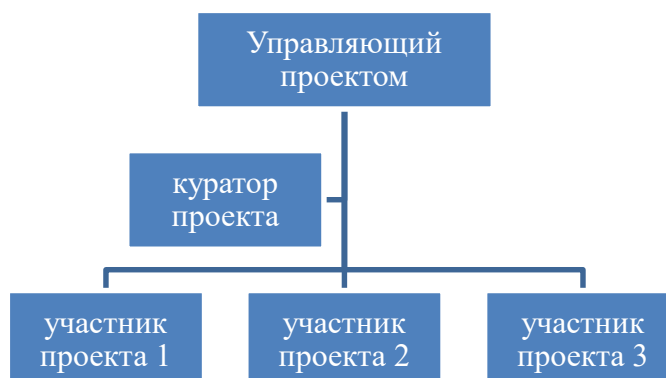 Управляющий
проектом
куратор
проекта
участник
проекта 1
участник
проекта 2
участник
проекта 3